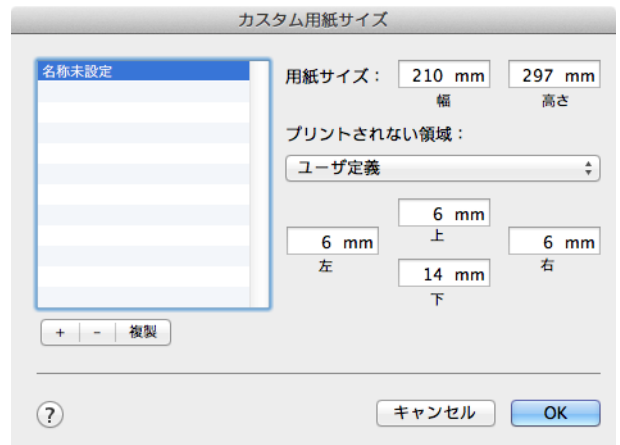 カスタム用紙サイズ
名称未設定
用紙サイズ： 210 mm 297 mm
幅 高さ
プリントされない領域：
ユーザ定義
6 mm
上
6 mm 6 mm
左 右
14 mm
下
+ - 複製
? キャンセル OK